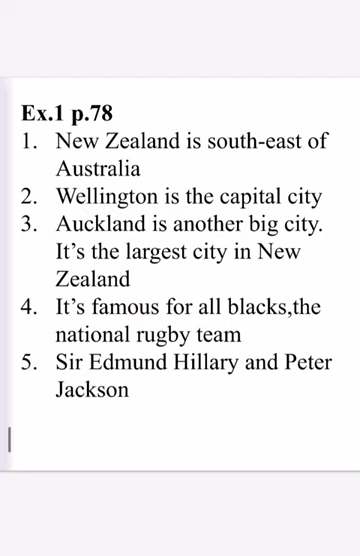 Ex.1 p.78
1. New Zealand is south-east of
Australia
2. Wellington is the capital city
3. Auckland is another big city.
It's the largest city in New
Zealand
4. It's famous for all blacks,the
national rugby team
5. Sir Edmund Hillary and Peter
Jackson